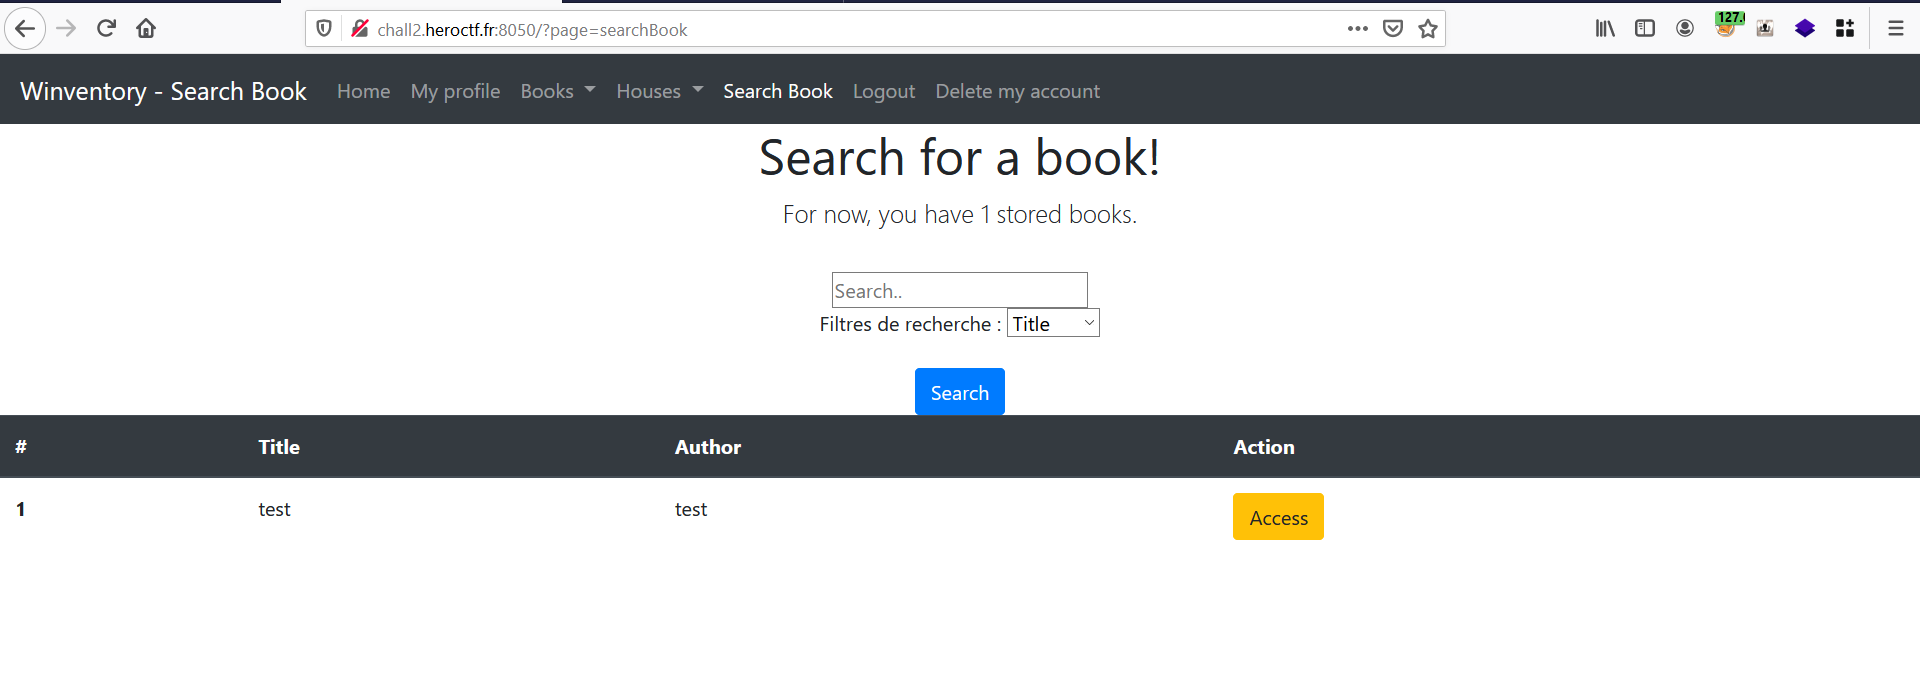 chall2.heroctf.fr:8050/?page=searchBook
Winventory - Search Book Home My profile Books Houses Search Book Logout Delete my account
Search for a book!
For now, you have 1 stored books.
Search..
Filtres de recherche : Title
Search
# Title Author Action
1 test test Access